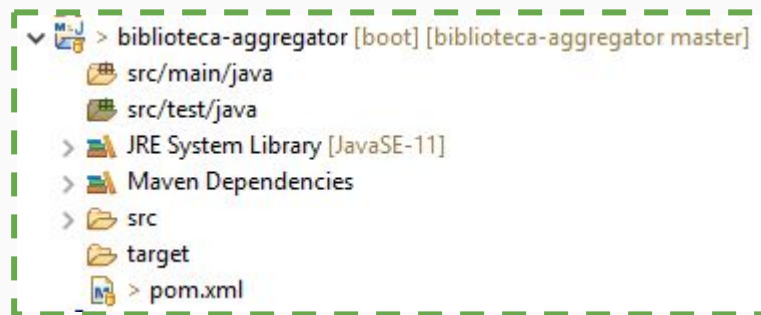 > biblioteca-aggregator [boot] [biblioteca-aggregator master]
src/main/java
src/test/java
JRE System Library [JavaSE-11]
Maven Dependencies
src
target
> pom.xml